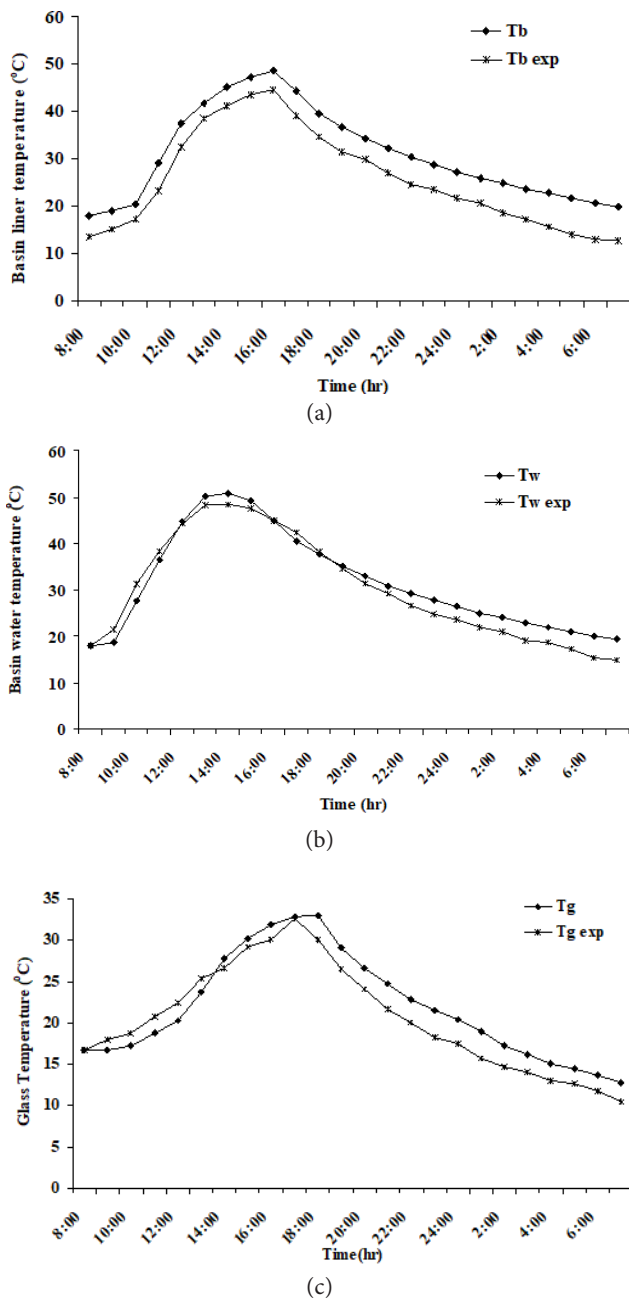 60
50
40
30
20
10
0
Basin liner temperature (°C)
Tb
Tb exp
8:00 10:00 12:00 14:00 16:00 18:00 20:00 22:00 24:00 2:00 4:00 6:00
Time (hr)
(a)
60
50
40
30
20
10
0
Basin water temperature (°C)
Tw
Tw exp
8:00 10:00 12:00 14:00 16:00 18:00 20:00 22:00 24:00 2:00 4:00 6:00
Time (hr)
(b)
35
30
25
20
15
10
5
0
Glass Temperature (°C)
Tg
Tg exp
8:00 10:00 12:00 14:00 16:00 18:00 20:00 22:00 24:00 2:00 4:00 6:00
Time(hr)
(c)